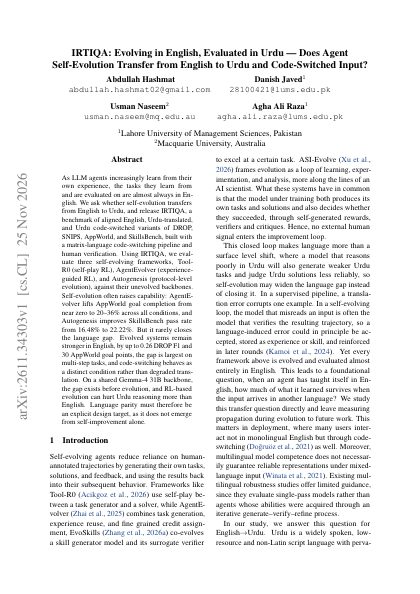 IRTIQA: Evolving in English, Evaluated in Urdu — Does Agent
Self-Evolution Transfer from English to Urdu and Code-Switched Input?
Abdullah Hashmat
abdullah.hashmat02@gmail.com
Danish Javed¹
28100421@lums.edu.pk
Usman Naseem²
usman.naseem@mq.edu.au
Agha Ali Raza¹
agha.ali.raza@lums.edu.pk
¹Lahore University of Management Sciences, Pakistan
²Macquarie University, Australia
arXiv:2611.34303v1 [cs.CL] 25 Nov 2026
Abstract
As LLM agents increasingly learn from their
own experience, the tasks they learn from
and are evaluated on are almost always in Eng-
lish. We ask whether self-evolution transfers
from English to Urdu, and release IRTIQA, a
benchmark of aligned English, Urdu-translated,
and Urdu code-switched variants of DROP,
SNIPS, AppWorld, and SkillsBench, built with
a matrix-language code-switching pipeline and
human verification. Using IRTIQA, we eval-
uate three self-evolving frameworks, Tool-
R0 (self-play RL), AgentEvolver (experience-
guided RL), and Autogenesis (protocol-level
evolution), against their unevolved backbones.
Self-evolution often raises capability: AgentE-
volver lifts AppWorld goal completion from
near zero to 20–36% across all conditions, and
Autogenesis improves SkillsBench pass rate
from 16.48% to 22.22%. But it rarely closes
the language gap. Evolved systems remain
stronger in English, by up to 0.26 DROP F1 and
30 AppWorld goal points, the gap is largest on
multi-step tasks, and code-switching behaves as
a distinct condition rather than degraded trans-
lation. On a shared Gemma-4 31B backbone,
the gap exists before evolution, and RL-based
evolution can hurt Urdu reasoning more than
English. Language parity must therefore be
an explicit design target, as it does not emerge
from self-improvement alone.
1 Introduction
Self-evolving agents reduce reliance on human-
annotated trajectories by generating their own tasks,
solutions, and feedback, and using the results back
into their subsequent behavior. Frameworks like
Tool-R0 (Acikgoz et al., 2026) use self-play be-
tween a task generator and a solver, while AgentE-
volver (Zhai et al., 2025) combines task generation,
experience reuse, and fine grained credit assign-
ment, EvoSkills (Zhang et al., 2026a) co-evolves
a skill generator model and its surrogate verifier
to excel at a certain task. ASI-Evolve (Xu et al.,
2026) frames evolution as a loop of learning, exper-
imentation, and analysis, more along the lines of an
AI scientist. What these systems have in common
is that the model under training both produces its
own tasks and solutions and also decides whether
they succeeded, through self-generated rewards,
verifiers and critiques. Hence, no external human
signal enters the improvement loop.
This closed loop makes language more than
a surface level shift, where a model that reasons
poorly in Urdu will also generate weaker Urdu
tasks and judge Urdu solutions less reliably, so
self-evolution may widen the language gap instead
of closing it. In a supervised pipeline, a transla-
tion error corrupts one example. In a self-evolving
loop, the model that misreads an input is often the
model that verifies the resulting trajectory, so a
language-induced error could in principle be ac-
cepted, stored as experience or skill, and reinforced
in later rounds (Kamoi et al., 2024). Yet every
framework above is evolved and evaluated almost
entirely in English. This leads to a foundational
question, when an agent has taught itself in En-
glish, how much of what it learned survives when
the input arrives in another language? We study
this transfer question directly and leave measuring
propagation during evolution to future work. This
matters in deployment, where many users inter-
act not in monolingual English but through code-
switching (Doğruöz et al., 2021) as well. Moreover,
multilingual model competence does not necessar-
ily guarantee reliable representations under mixed-
language input (Winata et al., 2021). Existing mul-
tilingual robustness studies offer limited guidance,
since they evaluate single-pass models rather than
agents whose abilities were acquired through an
iterative generate–verify–refine process.
In our study, we answer this question for
English→Urdu. Urdu is a widely spoken, low-
resource and non-Latin script language with perva-